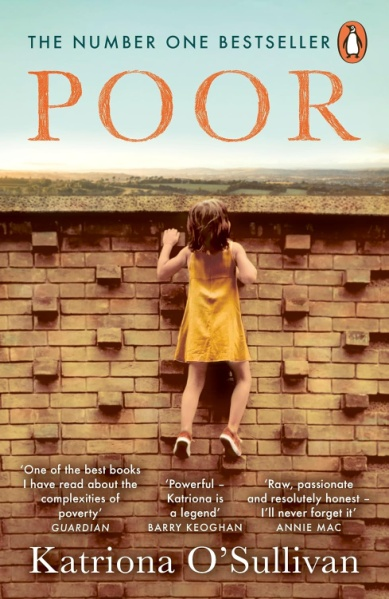 THE NUMBER ONE BESTSELLER
POOR
‘One of the best books
I have read about the
complexities of
poverty’
GUARDIAN
‘Powerful –
Katriona is
a legend’
BARRY KEOGHAN
‘Raw, passionate
and resolutely honest –
I’ll never forget it’
ANNIE MAC
Katriona O’Sullivan